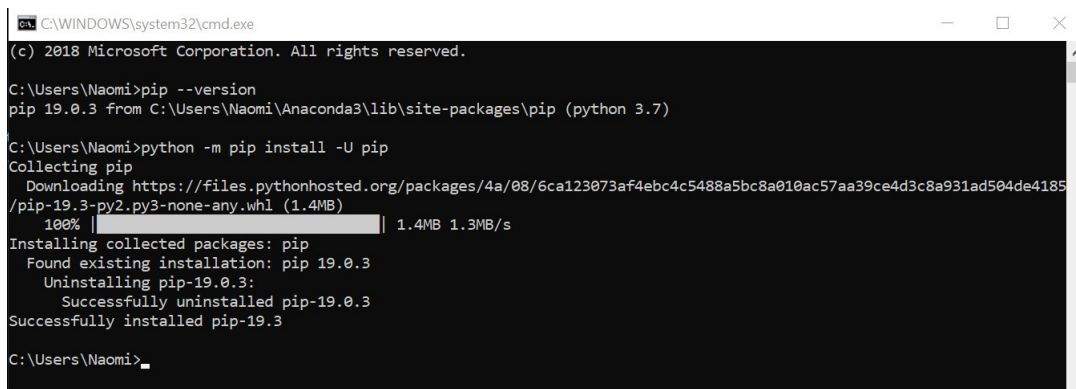 C:\WINDOWS\system32\cmd.exe
(c) 2018 Microsoft Corporation. All rights reserved.
C:\Users\Naomi>pip --version
pip 19.0.3 from C:\Users\Naomi\Anaconda3\lib\site-packages\pip (python 3.7)
C:\Users\Naomi>python -m pip install -U pip
Collecting pip
  Downloading https://files.pythonhosted.org/packages/4a/08/6ca123073af4ebc4c5488a5bc8a010ac57aa39ce4d3c8a931ad504de4185
/pip-19.3-py2.py3-none-any.whl (1.4MB)
    100% |████████████████████████████████| 1.4MB 1.3MB/s
Installing collected packages: pip
  Found existing installation: pip 19.0.3
    Uninstalling pip-19.0.3:
      Successfully uninstalled pip-19.0.3
Successfully installed pip-19.3
C:\Users\Naomi>